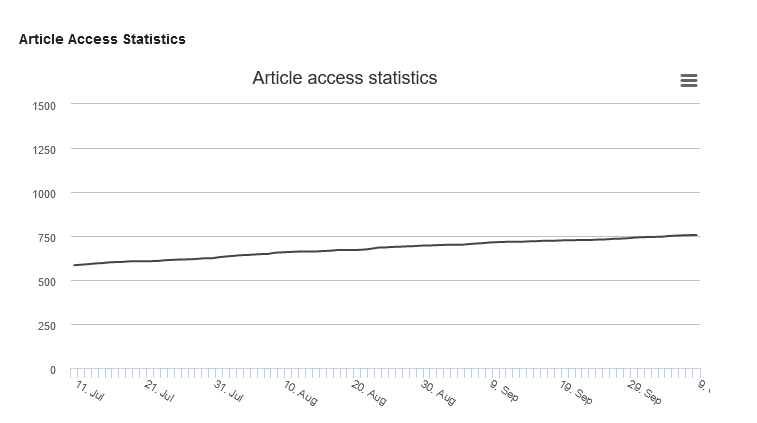 Article Access Statistics
Article access statistics
1500
1250
1000
750
500
250
0
11. Jul
21. Jul
31. Jul
10. Aug
20. Aug
30. Aug
9. Sep
19. Sep
29. Sep
9.